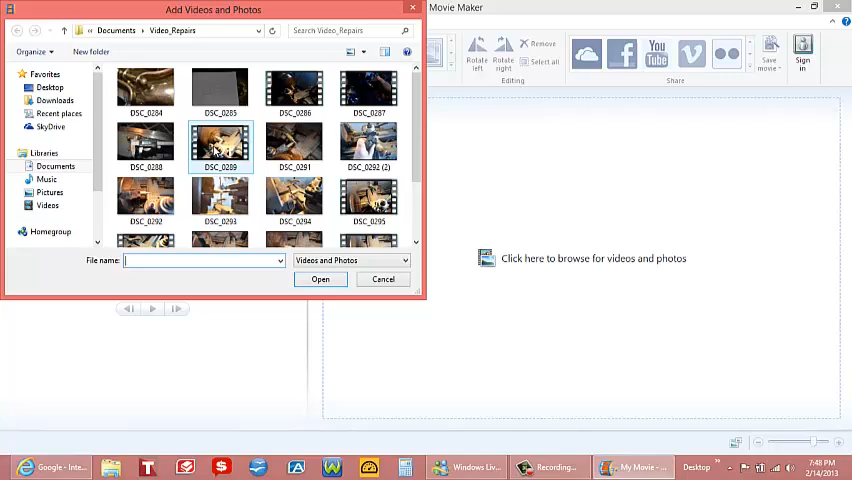 Add Videos and Photos
Movie Maker
Documents
Video_Repairs
Search Video_Repairs
Organize
New folder
Favorites
Desktop
Downloads
Recent places
SkyDrive
Libraries
Documents
Music
Pictures
Videos
Homegroup
DSC_0284 DSC_0285 DSC_0286 DSC_0287
DSC_0288 DSC_0289 DSC_0291 DSC_0292 (2)
DSC_0292 DSC_0293 DSC_0294 DSC_0295
File name:
Videos and Photos
Open
Cancel
Rotate left
Rotate right
Remove
Select all
Editing
You Tube
Share
Save movie
Sign in
Click here to browse for videos and photos
Google - Inte...
Windows Liv...
Recording...
My Movie - ...
Desktop
7:48 PM
2/14/2013